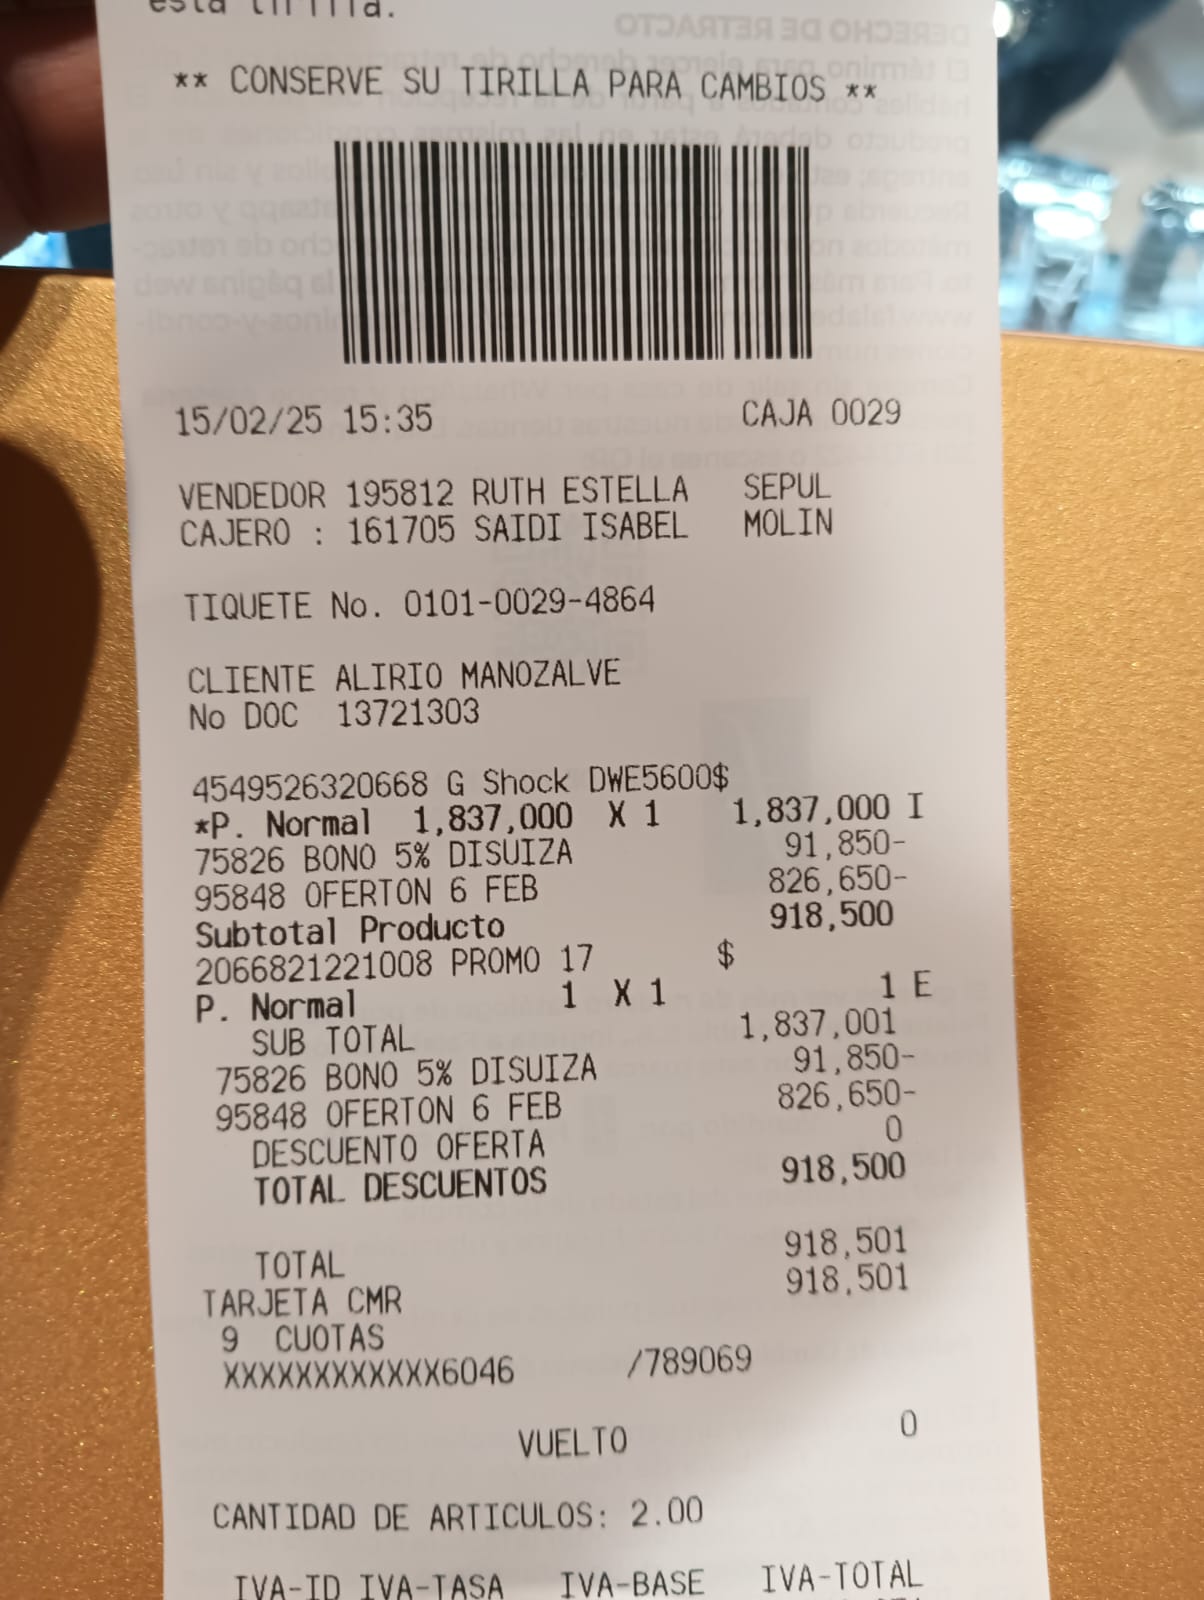 esta tirilla.
** CONSERVE SU TIRILLA PARA CAMBIOS **
15/02/25 15:35 CAJA 0029
VENDEDOR 195812 RUTH ESTELLA SEPUL
CAJERO : 161705 SAIDI ISABEL MOLIN
TIQUETE No. 0101-0029-4864
CLIENTE ALIRIO MANOZALVE
No DOC 13721303
4549526320668 G Shock DWE5600$
*P. Normal 1,837,000 X 1 1,837,000 I
75826 BONO 5% DISUIZA 91,850-
95848 OFERTON 6 FEB 826,650-
Subtotal Producto 918,500
2066821221008 PROMO 17 $
P. Normal 1 X 1 1 E
SUB TOTAL 1,837,001
75826 BONO 5% DISUIZA 91,850-
95848 OFERTON 6 FEB 826,650-
DESCUENTO OFERTA 0
TOTAL DESCUENTOS 918,500
TOTAL 918,501
TARJETA CMR 918,501
9 CUOTAS
XXXXXXXXXXXX6046 /789069
VUELTO 0
CANTIDAD DE ARTICULOS: 2.00
IVA-ID IVA-TASA IVA-BASE IVA-TOTAL